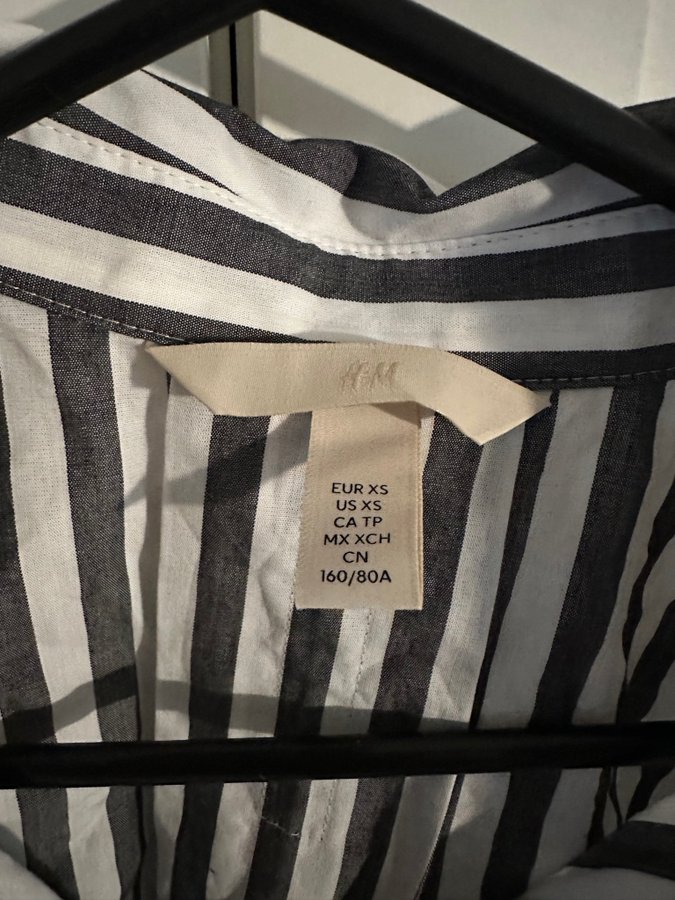 H&M
EUR XS
US XS
CA TP
MX XCH
CN
160/80A